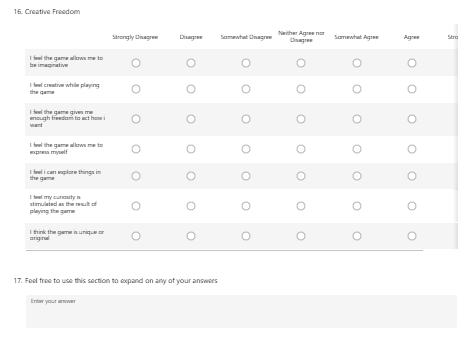 16. Creative Freedom
Strongly Disagree
Disagree
Somewhat Disagree
Neither Agree nor
Disagree
Somewhat Agree
Agree
Stro
I feel the game allows me to
be imaginative
I feel creative while playing
the game
I feel the game gives me
enough freedom to act how i
want
I feel the game allows me to
express myself
I feel i can explore things in
the game
I feel my curiosity is
stimulated as the result of
playing the game
I think the game is unique or
original
17. Feel free to use this section to expand on any of your answers
Enter your answer